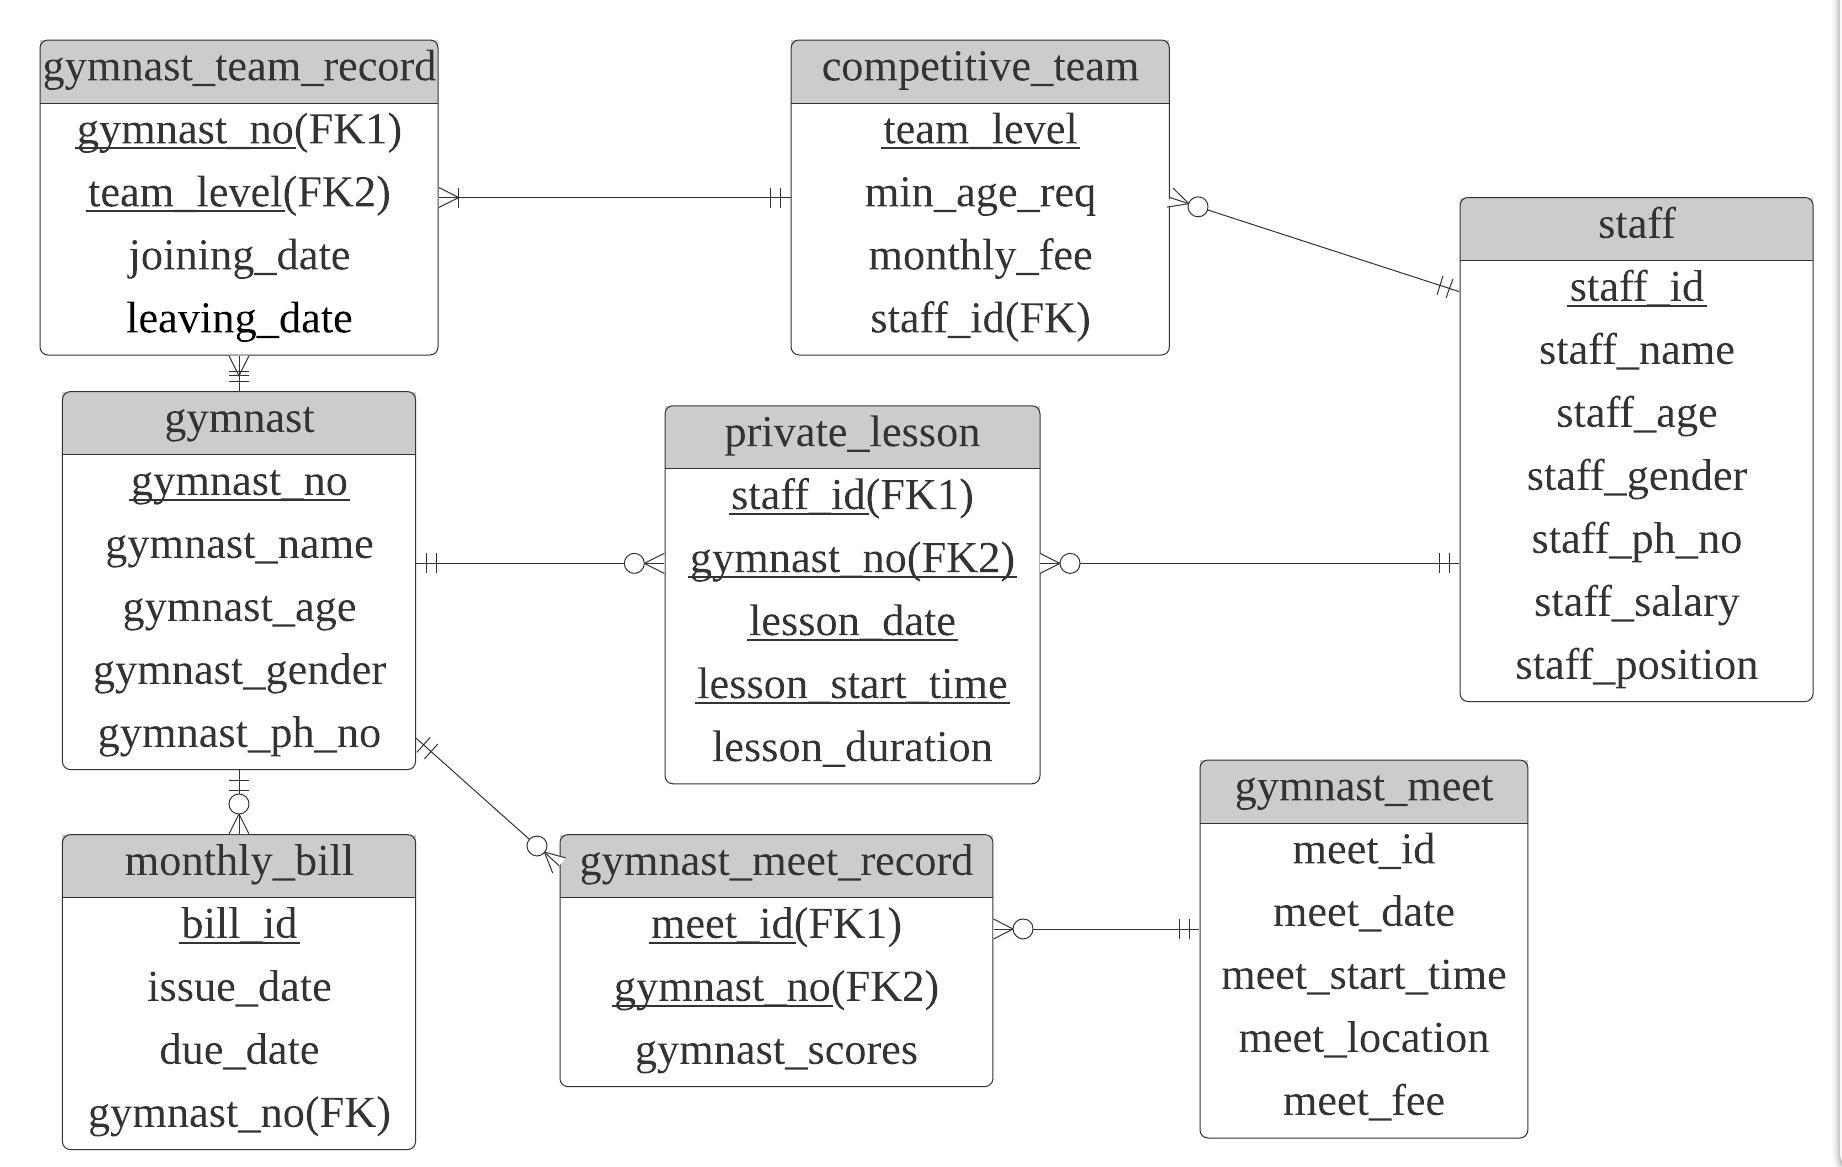 gymnast_team_record
gymnast_no(FK1)
team_level(FK2)
joining_date
leaving_date
competitive_team
team_level
min_age_req
monthly_fee
staff_id(FK)
staff
staff_id
staff_name
staff_age
staff_gender
staff_ph_no
staff_salary
staff_position
gymnast
gymnast_no
gymnast_name
gymnast_age
gymnast_gender
gymnast_ph_no
private_lesson
staff_id(FK1)
gymnast_no(FK2)
lesson_date
lesson_start_time
lesson_duration
monthly_bill
bill_id
issue_date
due_date
gymnast_no(FK)
gymnast_meet_record
meet_id(FK1)
gymnast_no(FK2)
gymnast_scores
gymnast_meet
meet_id
meet_date
meet_start_time
meet_location
meet_fee